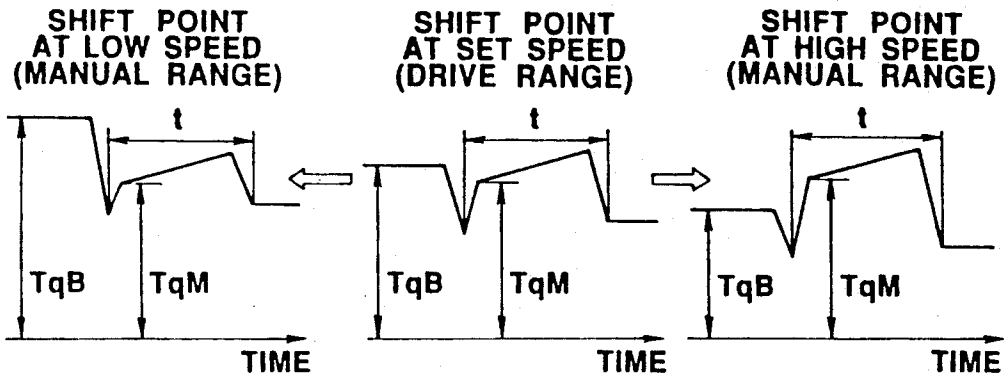 SHIFT POINT
AT LOW SPEED
(MANUAL RANGE)
t
TqB
TqM
TIME
SHIFT POINT
AT SET SPEED
(DRIVE RANGE)
t
TqB
TqM
TIME
SHIFT POINT
AT HIGH SPEED
(MANUAL RANGE)
t
TqB
TqM
TIME